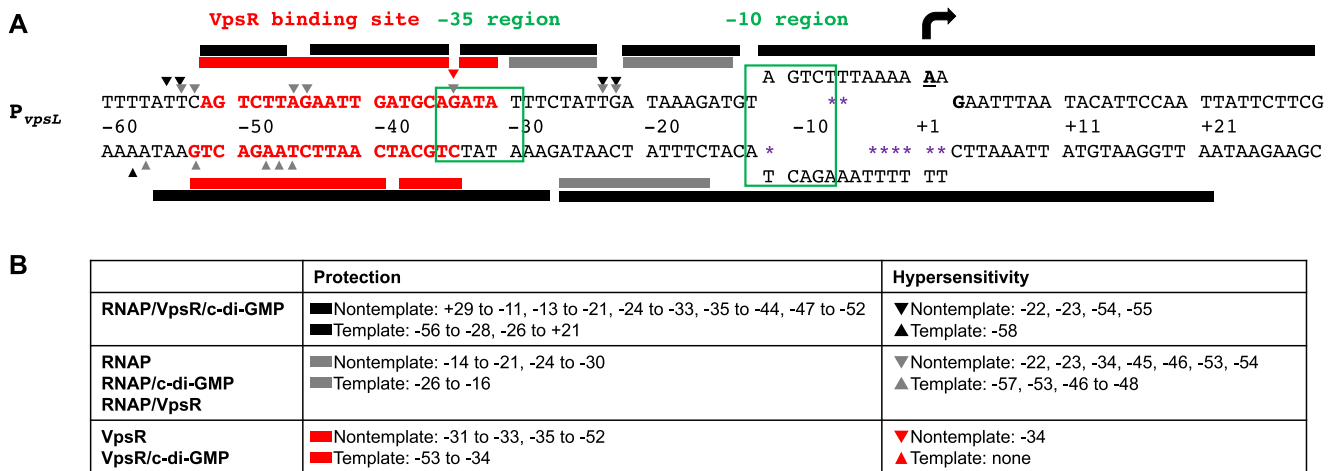 A
VpsR binding site -35 region -10 region
A GTCTTTAAAA AA
P vpsL TTTTATTCAG TCTTAGAATT GATGCAGATA TTTCTATTGA TAAAGATGT ** GAATTTAA TACATTCCAA TTATTCTTCG
-60 -50 -40 -30 -20 -10 +1 +11 +21
AAAATAAGTC AGAATCTTAA CTACGTCTAT AAAGATAACT ATTTCTACA * **** ** CTTAAATT ATGTAAGGTT AATAAGAAGC
T CAGAAATTTT TT
B
Protection Hypersensitivity
RNAP/VpsR/c-di-GMP Nontemplate: +29 to -11, -13 to -21, -24 to -33, -35 to -44, -47 to -52 Nontemplate: -22, -23, -54, -55
Template: -56 to -28, -26 to +21 Template: -58
RNAP Nontemplate: -14 to -21, -24 to -30 Nontemplate: -22, -23, -34, -45, -46, -53, -54
RNAP/c-di-GMP Template: -26 to -16 Template: -57, -53, -46 to -48
RNAP/VpsR
VpsR Nontemplate: -31 to -33, -35 to -52 Nontemplate: -34
VpsR/c-di-GMP Template: -53 to -34 Template: none